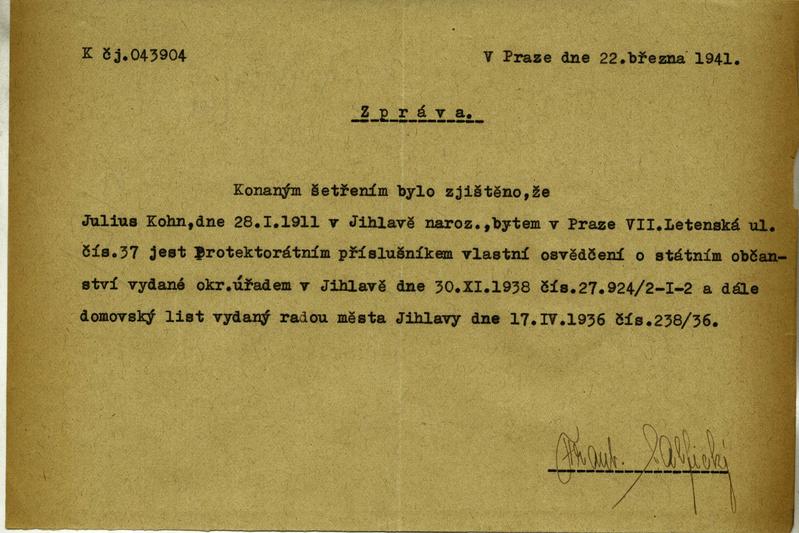 K čj.043904
V Praze dne 22.března 1941.
Zpráva.
Konaným šetřením bylo zjištěno,že
Julius Kohn,dne 28.I.1911 v Jihlavě naroz.,bytem v Praze VII.Letenská ul.
čís.37 jest protektorátním příslušníkem vlastní osvědčení o státním občan-
ství vydané okr.úřadem v Jihlavě dne 30.XI.1938 čís.27.924/2-I-2 a dále
domovský list vydaný radou města Jihlavy dne 17.IV.1936 čís.238/36.
Frant.